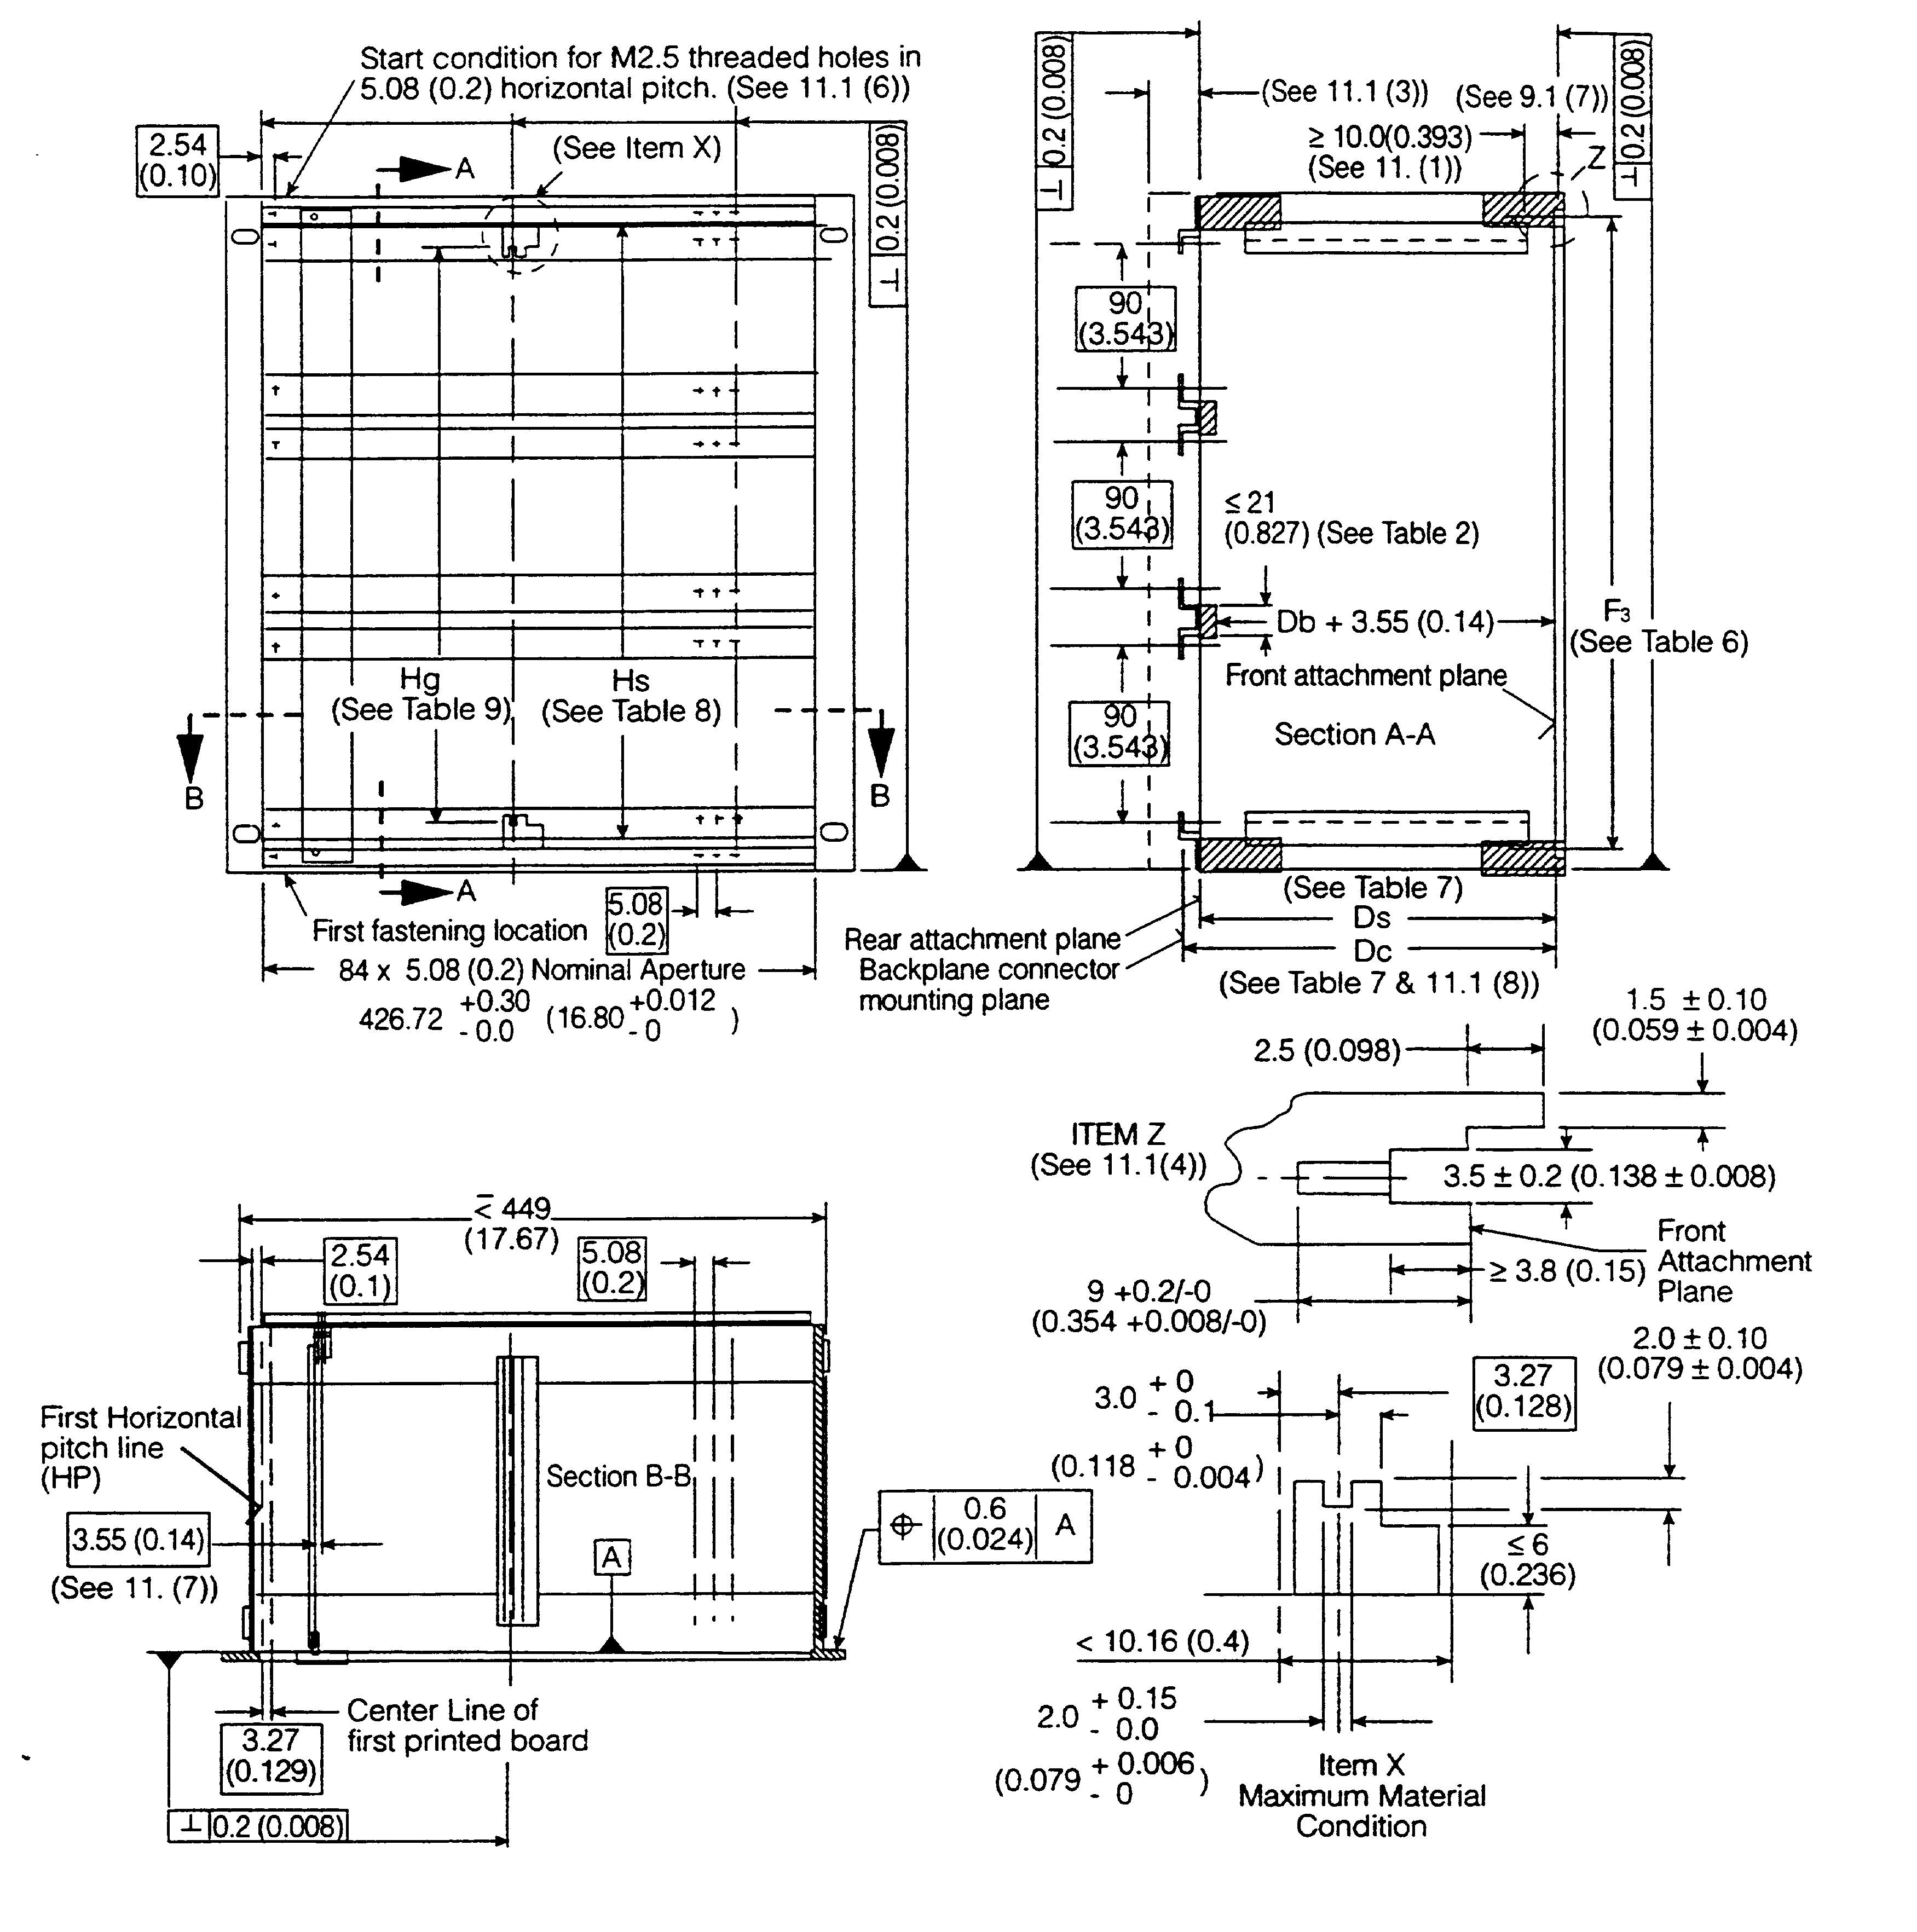 Start condition for M2.5 threaded holes in
5.08 (0.2) horizontal pitch. (See 11.1 (6))
2.54
(0.10)
A
(See Item X)
⊥ 0.2 (0.008)
Hg
(See Table 9)
Hs
(See Table 8)
B
B
A
First fastening location
5.08
(0.2)
84 x 5.08 (0.2) Nominal Aperture
426.72 +0.30 - 0.0 (16.80 +0.012 - 0 )
⊥ 0.2 (0.008)
(See 11.1 (3))
(See 9.1 (7))
≥ 10.0(0.393)
(See 11. (1))
Z
⊥ 0.2 (0.008)
90
(3.543)
90
(3.543)
≤ 21
(0.827) (See Table 2)
Db + 3.55 (0.14)
F3
(See Table 6)
Front attachment plane
90
(3.543)
Section A-A
(See Table 7)
Ds
Rear attachment plane
Dc
Backplane connector
mounting plane
(See Table 7 & 11.1 (8))
1.5 ± 0.10
(0.059 ± 0.004)
2.5 (0.098)
ITEM Z
(See 11.1(4))
3.5 ± 0.2 (0.138 ± 0.008)
Front
Attachment
Plane
≥ 3.8 (0.15)
9 +0.2/-0
(0.354 +0.008/-0)
≤ 449
(17.67)
2.54
(0.1)
5.08
(0.2)
First Horizontal
pitch line
(HP)
Section B-B
3.55 (0.14)
(See 11. (7))
A
⌖ 0.6 (0.024) A
Center Line of
first printed board
3.27
(0.129)
⊥ 0.2 (0.008)
2.0 ± 0.10
(0.079 ± 0.004)
3.27
(0.128)
3.0 + 0 - 0.1
(0.118 + 0 - 0.004)
≤ 6
(0.236)
< 10.16 (0.4)
2.0 + 0.15 - 0.0
(0.079 + 0.006 - 0 )
Item X
Maximum Material
Condition